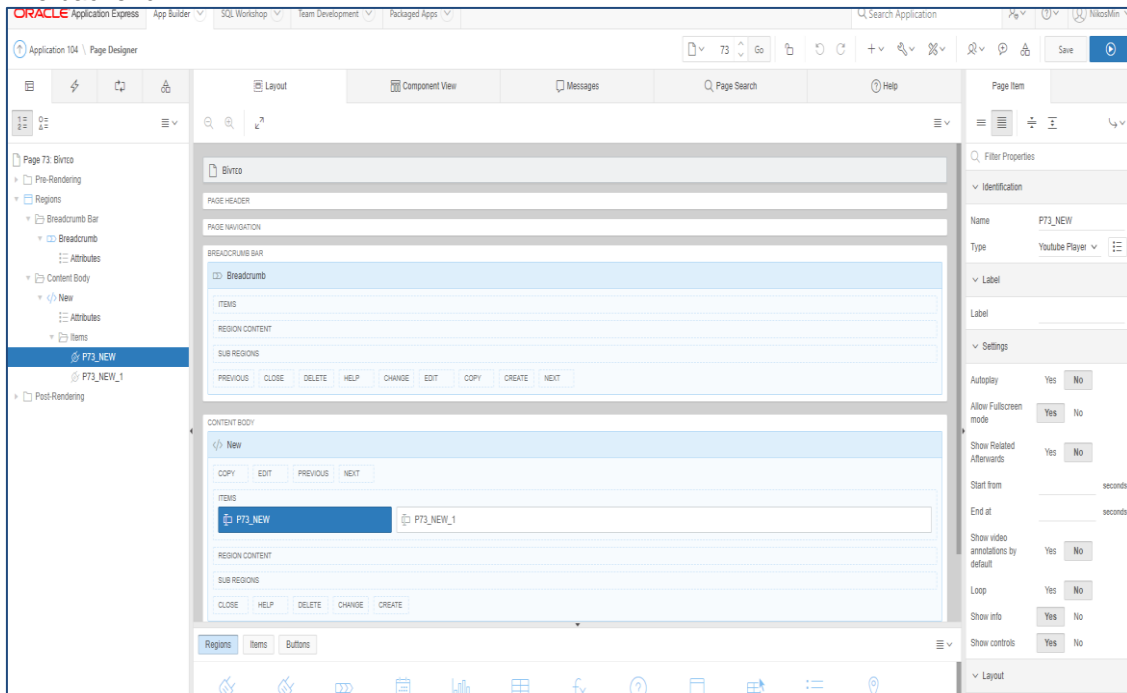 ORACLE Application Express App Builder SQL Workshop Team Development Packaged Apps Search Application NikosMin
Application 104 \ Page Designer 73 Go Save
Layout Component View Messages Page Search Help Page Item
Page 73: Βίντεο
Pre-Rendering
Regions
Breadcrumb Bar
Breadcrumb
Attributes
Content Body
New
Attributes
Items
P73_NEW
P73_NEW_1
Post-Rendering
Βίντεο
PAGE HEADER
PAGE NAVIGATION
BREADCRUMB BAR
Breadcrumb
ITEMS
REGION CONTENT
SUB REGIONS
PREVIOUS CLOSE DELETE HELP CHANGE EDIT COPY CREATE NEXT
CONTENT BODY
New
COPY EDIT PREVIOUS NEXT
ITEMS
P73_NEW P73_NEW_1
REGION CONTENT
SUB REGIONS
CLOSE HELP DELETE CHANGE CREATE
Regions Items Buttons
Filter Properties
Identification
Name P73_NEW
Type Youtube Player
Label
Label
Settings
Autoplay Yes No
Allow Fullscreen
mode Yes No
Show Related
Afterwards Yes No
Start from seconds
End at seconds
Show video
annotations by
default Yes No
Loop Yes No
Show info Yes No
Show controls Yes No
Layout